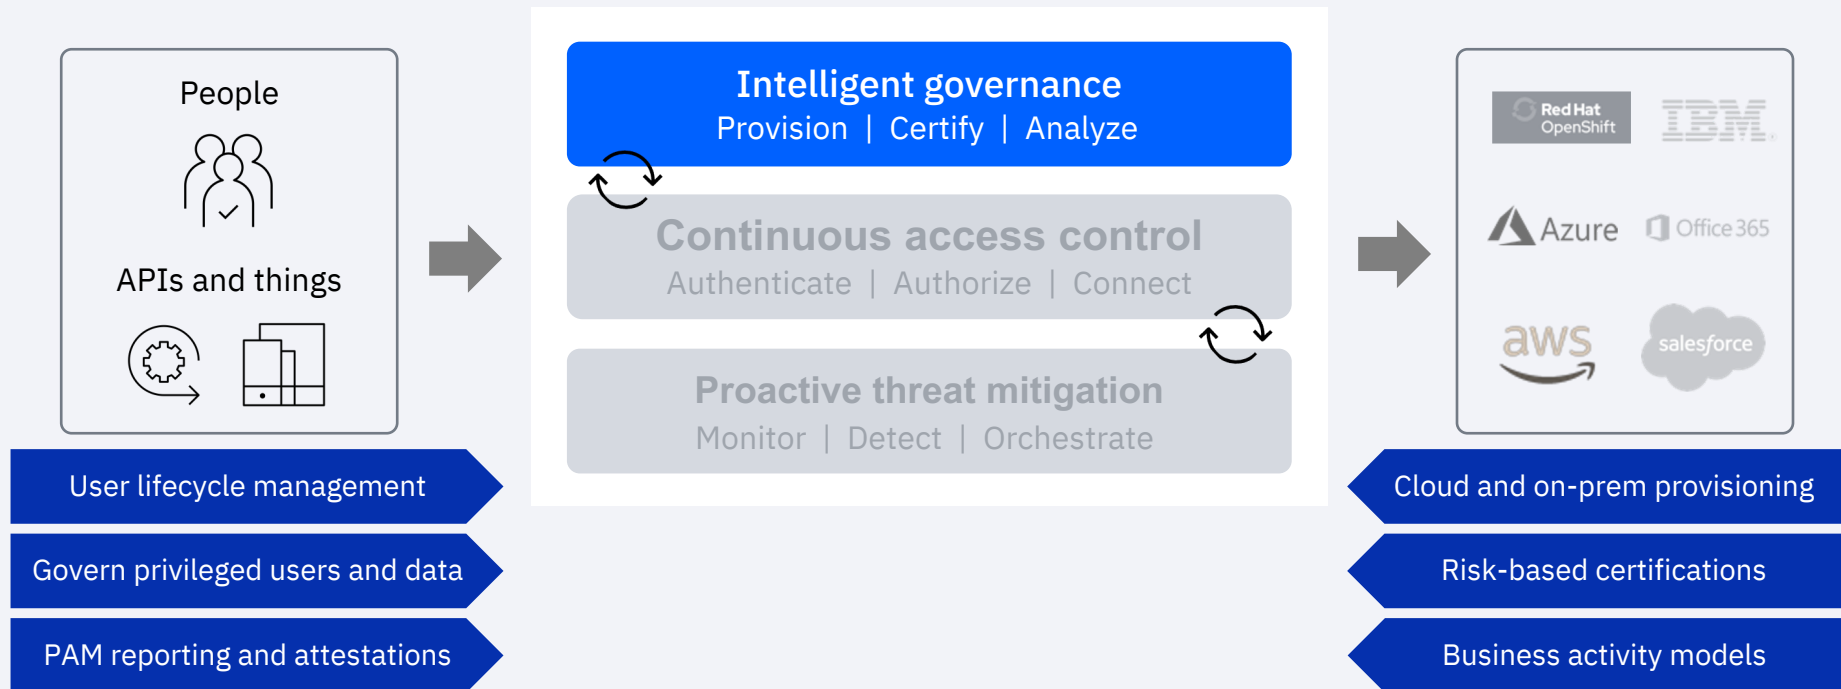 People
APIs and things
Intelligent governance
Provision | Certify | Analyze
Continuous access control
Authenticate | Authorize | Connect
Proactive threat mitigation
Monitor | Detect | Orchestrate
Red Hat
OpenShift
IBM®
Azure
Office 365
aws
salesforce
User lifecycle management
Govern privileged users and data
PAM reporting and attestations
Cloud and on-prem provisioning
Risk-based certifications
Business activity models